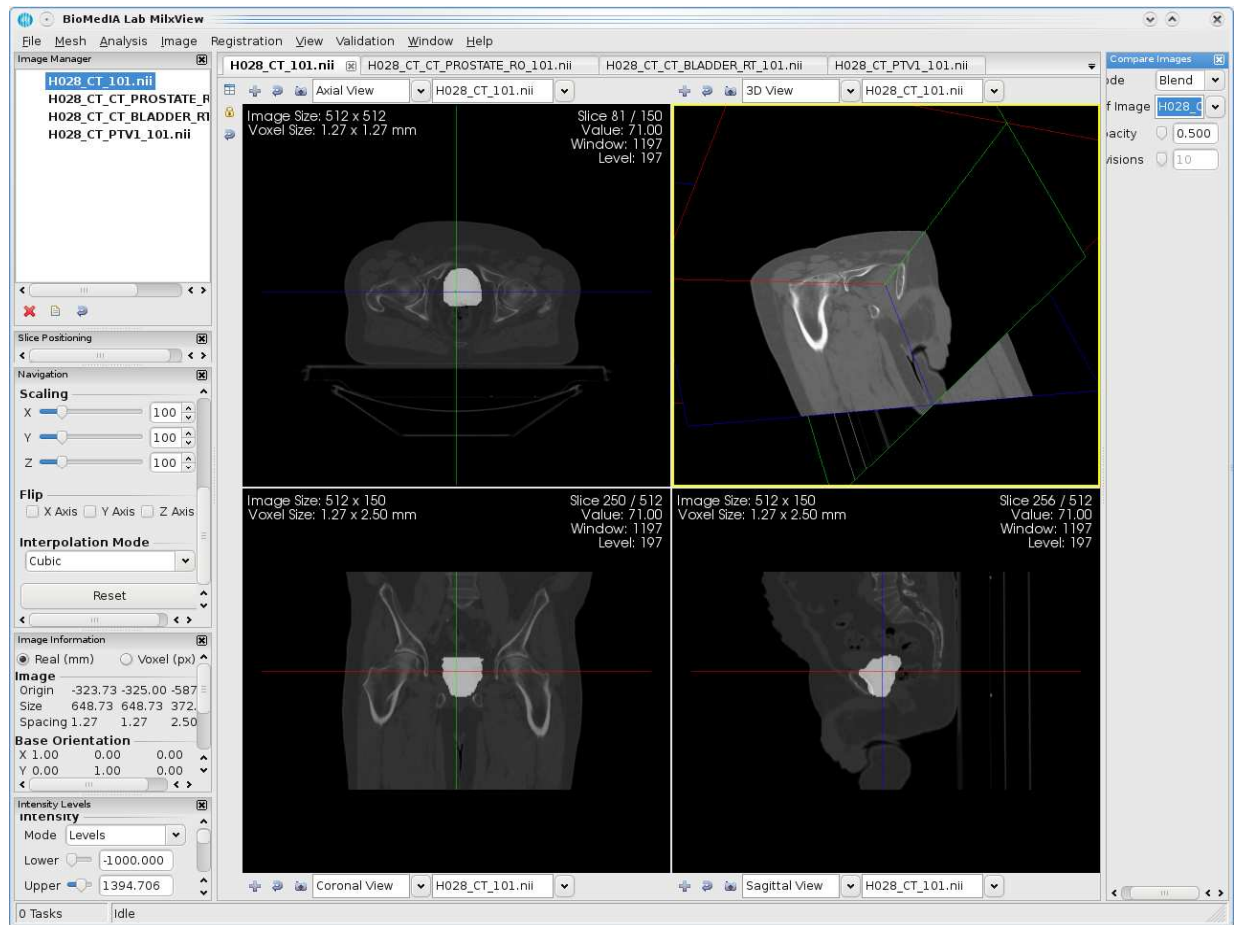 BioMedIA Lab MilxView
File Mesh Analysis Image Registration View Validation Window Help
Image Manager
H028_CT_101.nii
H028_CT_CT_PROSTATE_R
H028_CT_CT_BLADDER_RT
H028_CT_PTV1_101.nii
Slice Positioning
Navigation
Scaling
X 100
Y 100
Z 100
Flip
X Axis Y Axis Z Axis
Interpolation Mode
Cubic
Reset
Image Information
Real (mm) Voxel (px)
Image
Origin -323.73 -325.00 -587
Size 648.73 648.73 372.
Spacing 1.27 1.27 2.50
Base Orientation
X 1.00 0.00 0.00
Y 0.00 1.00 0.00
Intensity Levels
Intensity
Mode Levels
Lower -1000.000
Upper 1394.706
0 Tasks Idle
H028_CT_101.nii H028_CT_CT_PROSTATE_RO_101.nii H028_CT_CT_BLADDER_RT_101.nii H028_CT_PTV1_101.nii
Axial View H028_CT_101.nii
3D View H028_CT_101.nii
Image Size: 512 x 512
Voxel Size: 1.27 x 1.27 mm
Slice 81 / 150
Value: 71.00
Window: 1197
Level: 197
Image Size: 512 x 150
Voxel Size: 1.27 x 2.50 mm
Slice 250 / 512
Value: 71.00
Window: 1197
Level: 197
Image Size: 512 x 150
Voxel Size: 1.27 x 2.50 mm
Slice 256 / 512
Value: 71.00
Window: 1197
Level: 197
Coronal View H028_CT_101.nii
Sagittal View H028_CT_101.nii
Compare Images
ode Blend
f Image H028_C
acity 0.500
visions 10